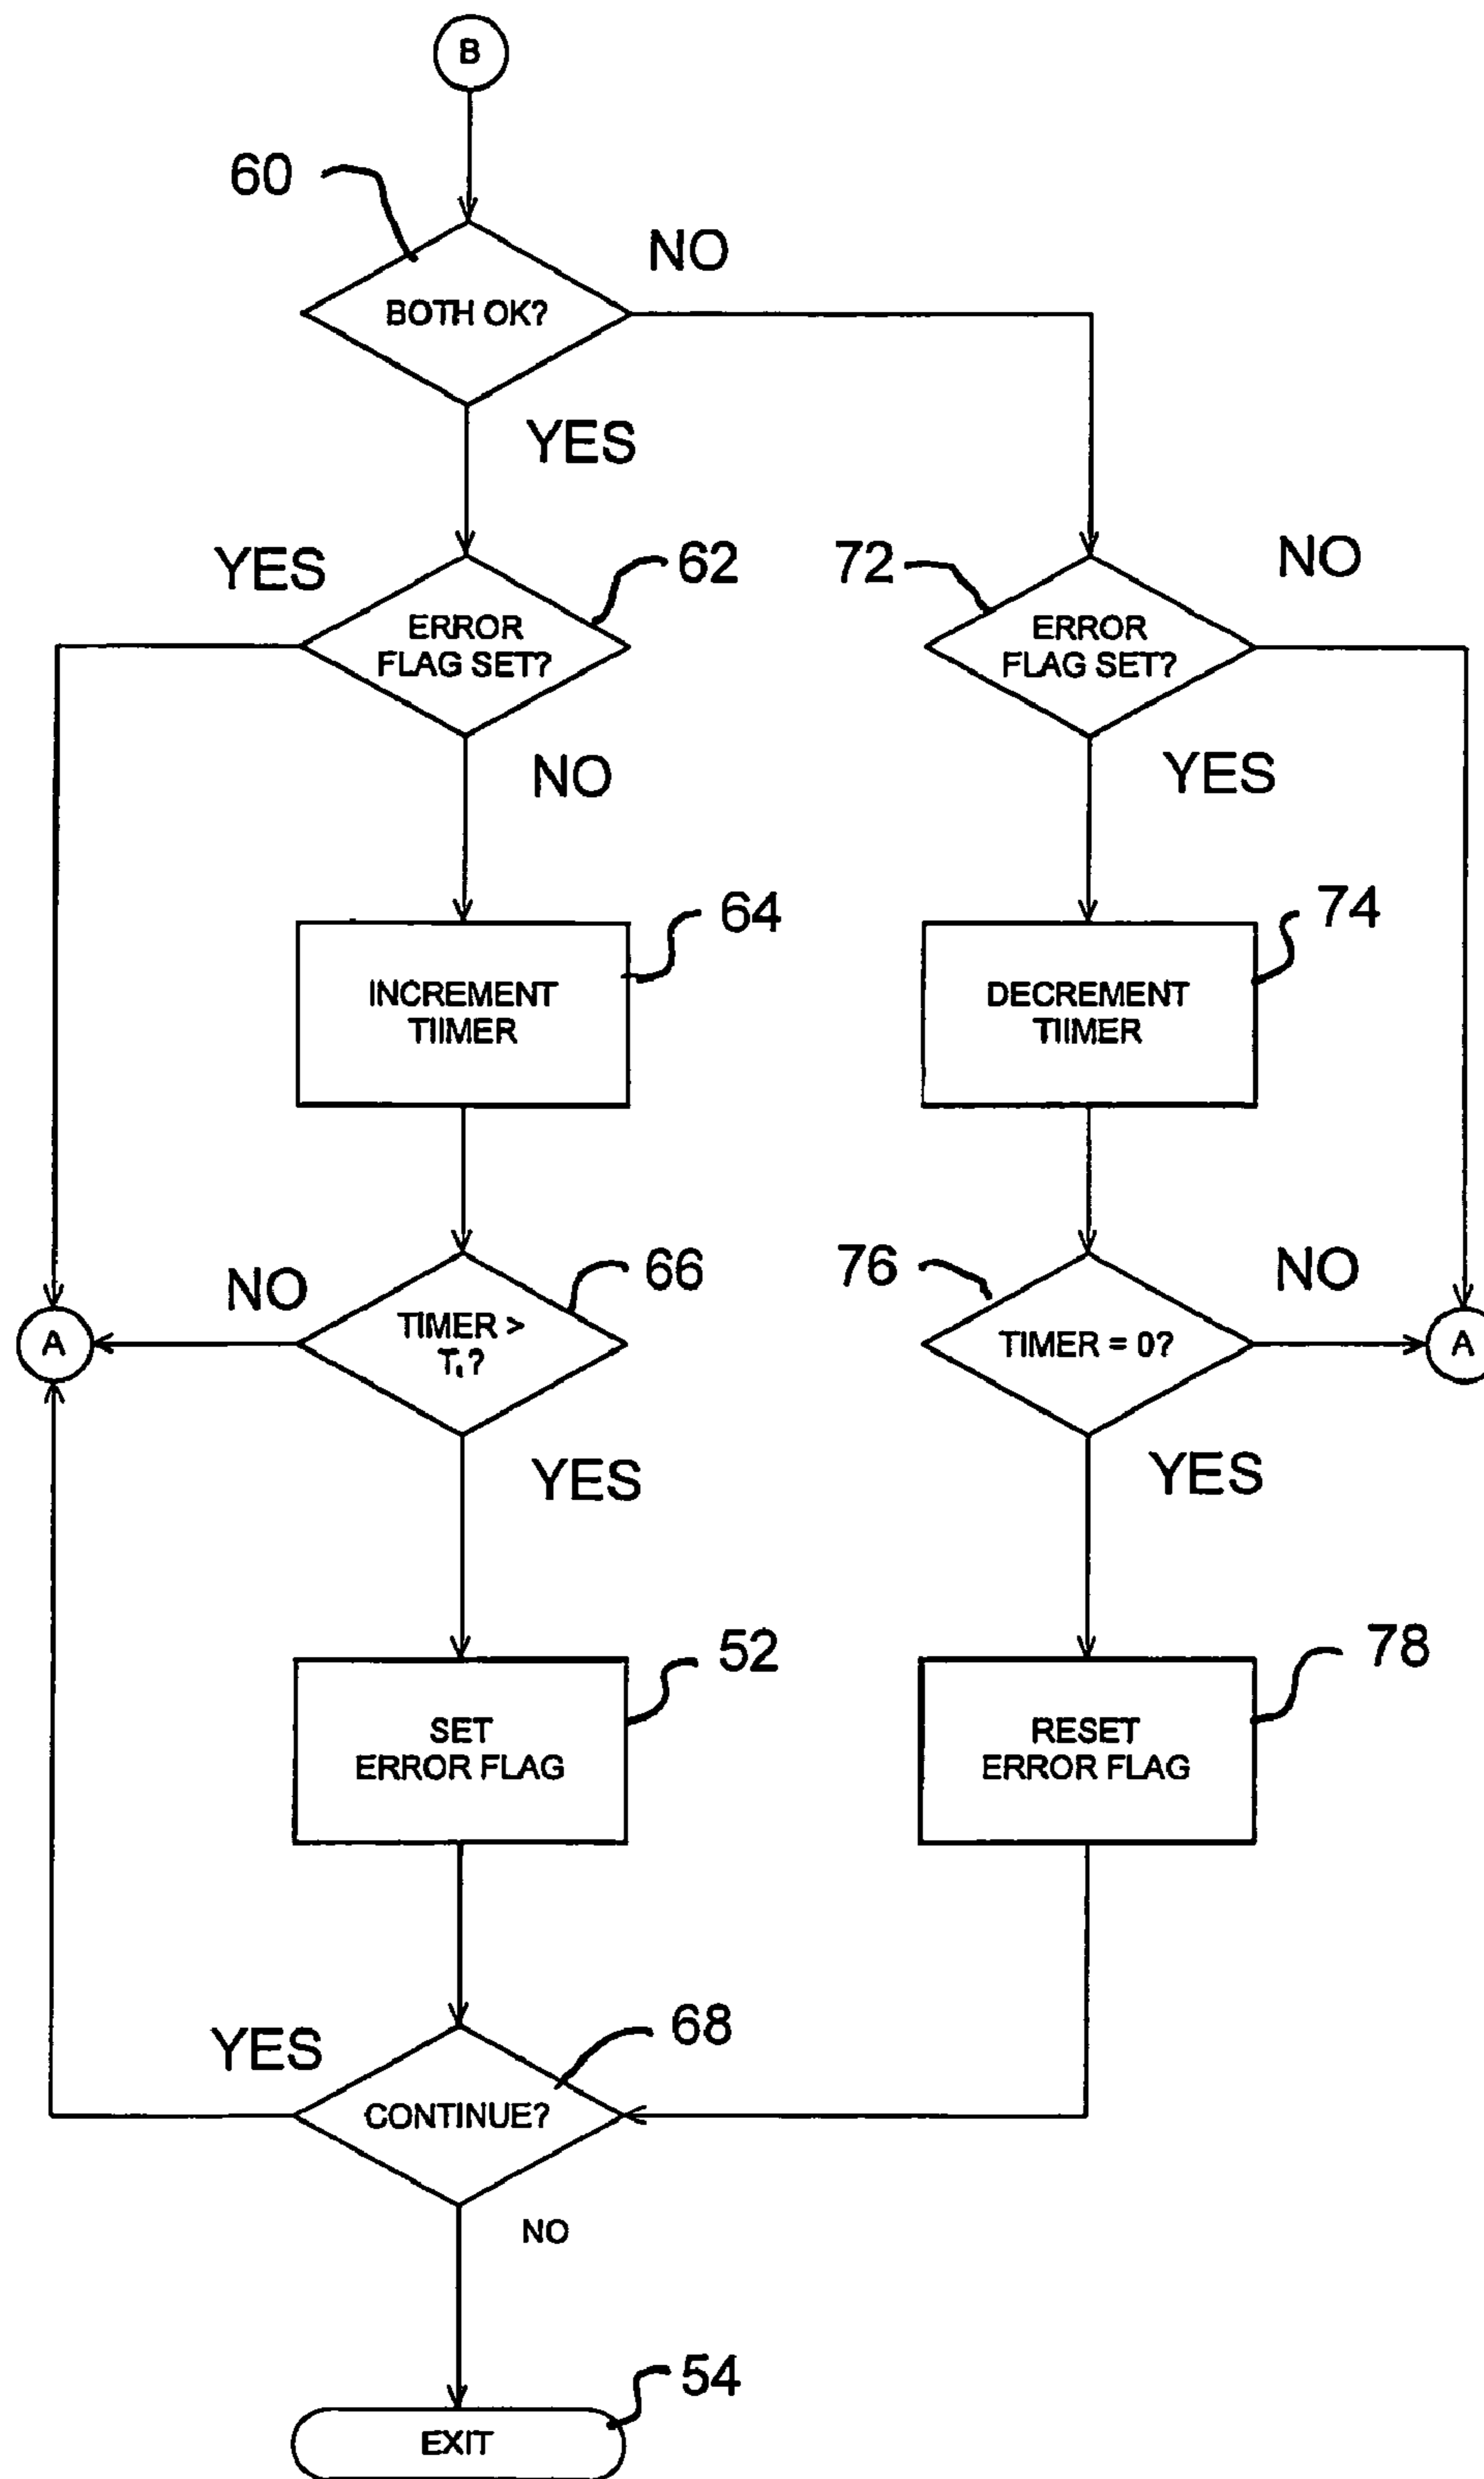 B
60
NO
BOTH OK?
YES
YES
62
72
NO
ERROR
FLAG SET?
ERROR
FLAG SET?
NO
YES
64
74
INCREMENT
TIIMER
DECREMENT
TIIMER
NO
66
76
NO
A
TIMER >
T₁?
TIMER = 0?
A
YES
YES
52
78
SET
ERROR FLAG
RESET
ERROR FLAG
YES
68
CONTINUE?
NO
54
EXIT